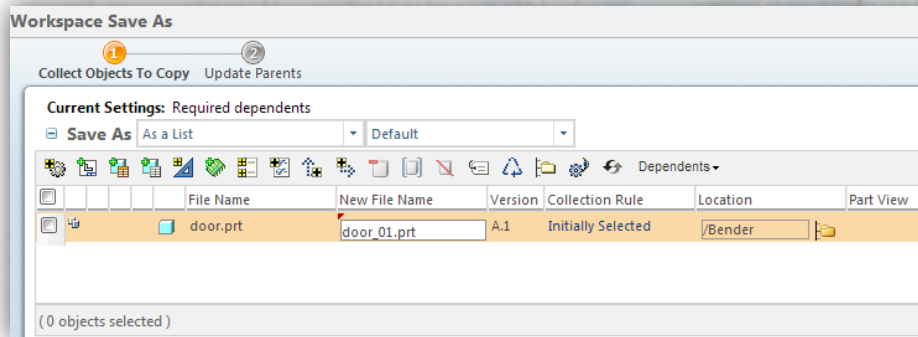 Workspace Save As
1 2
Collect Objects To Copy Update Parents
Current Settings: Required dependents
Save As As a List Default
Dependents
File Name New File Name Version Collection Rule Location Part View
door.prt door_01.prt A.1 Initially Selected /Bender
(0 objects selected )